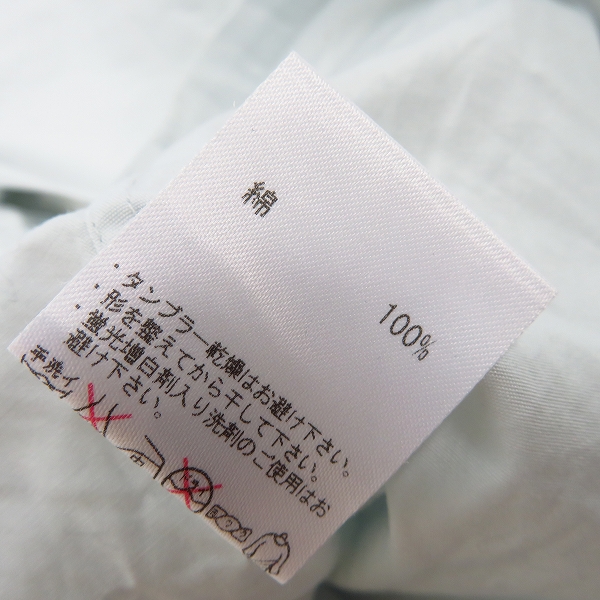 綿
100%
・タンブラー乾燥はお避け下さい。
・形を整えてから干して下さい。
・蛍光増白剤入り洗剤のご使用はお
避け下さい。
手洗イ